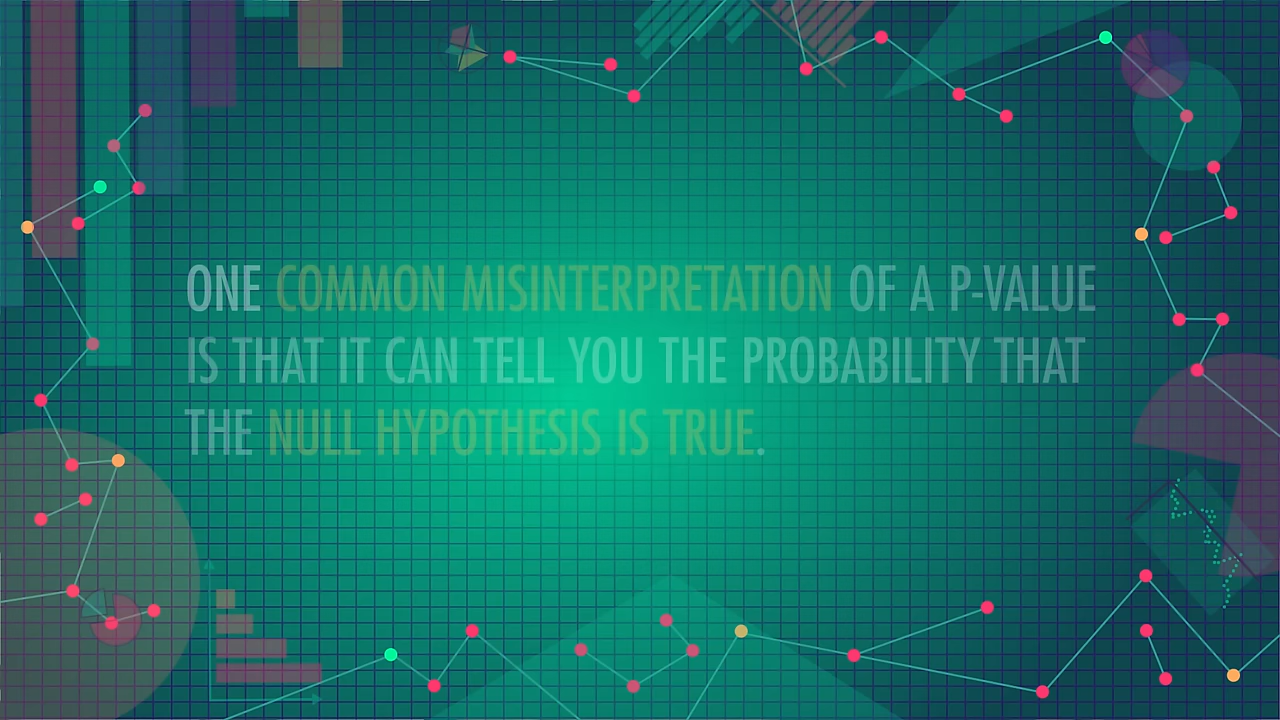 ONE COMMON MISINTERPRETATION OF A P-VALUE
IS THAT IT CAN TELL YOU THE PROBABILITY THAT
THE NULL HYPOTHESIS IS TRUE.